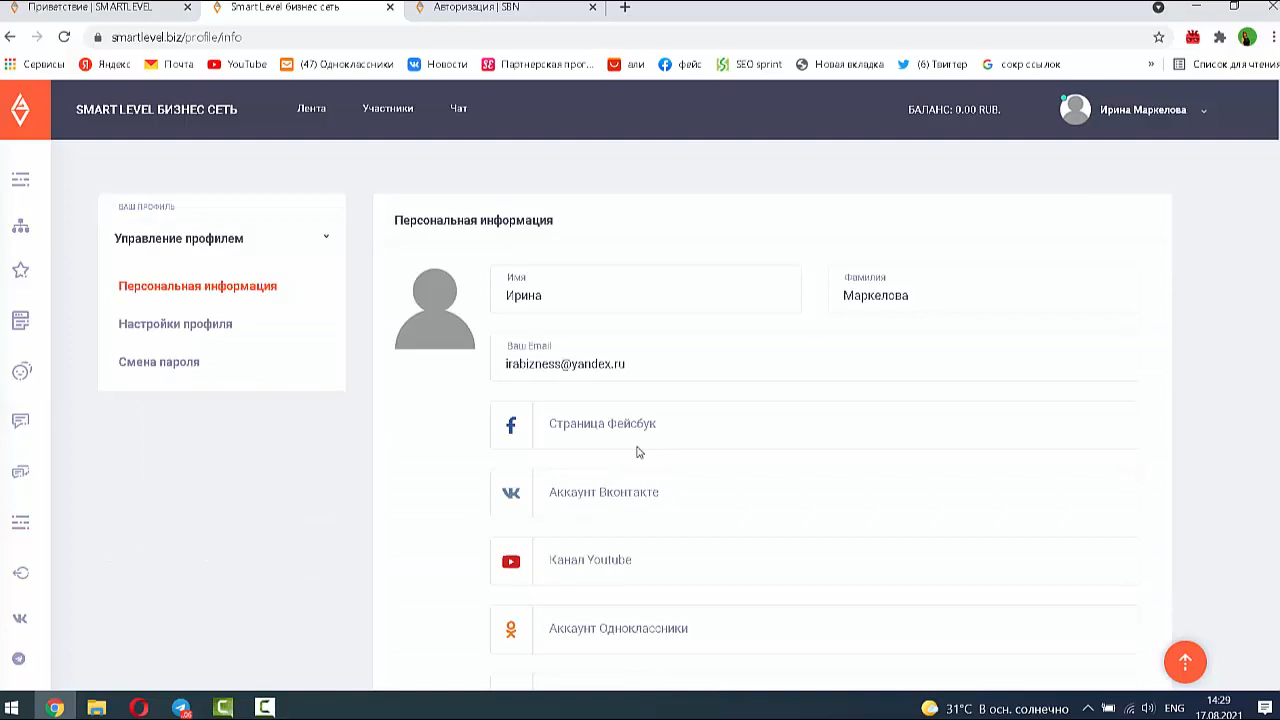 Приветствие | SMARTLEVEL
Smart Level бизнес сеть
Авторизация | SBN
smartlevel.biz/profile/info
Сервисы
Яндекс
Почта
YouTube
(47) Одноклассники
Новости
Партнерская прог...
али
фейс
SEO sprint
Новая вкладка
(6) Твиттер
сокр ссылок
»
Список для чтения
SMART LEVEL БИЗНЕС СЕТЬ
Лента
Участники
Чат
БАЛАНС: 0.00 RUB.
Ирина Маркелова
ВАШ ПРОФИЛЬ
Управление профилем
Персональная информация
Настройки профиля
Смена пароля
Персональная информация
Имя
Ирина
Фамилия
Маркелова
Ваш Email
irabizness@yandex.ru
Страница Фейсбук
Аккаунт Вконтакте
Канал Youtube
Аккаунт Одноклассники
31°C В осн. солнечно
ENG
14:29
17.08.2021